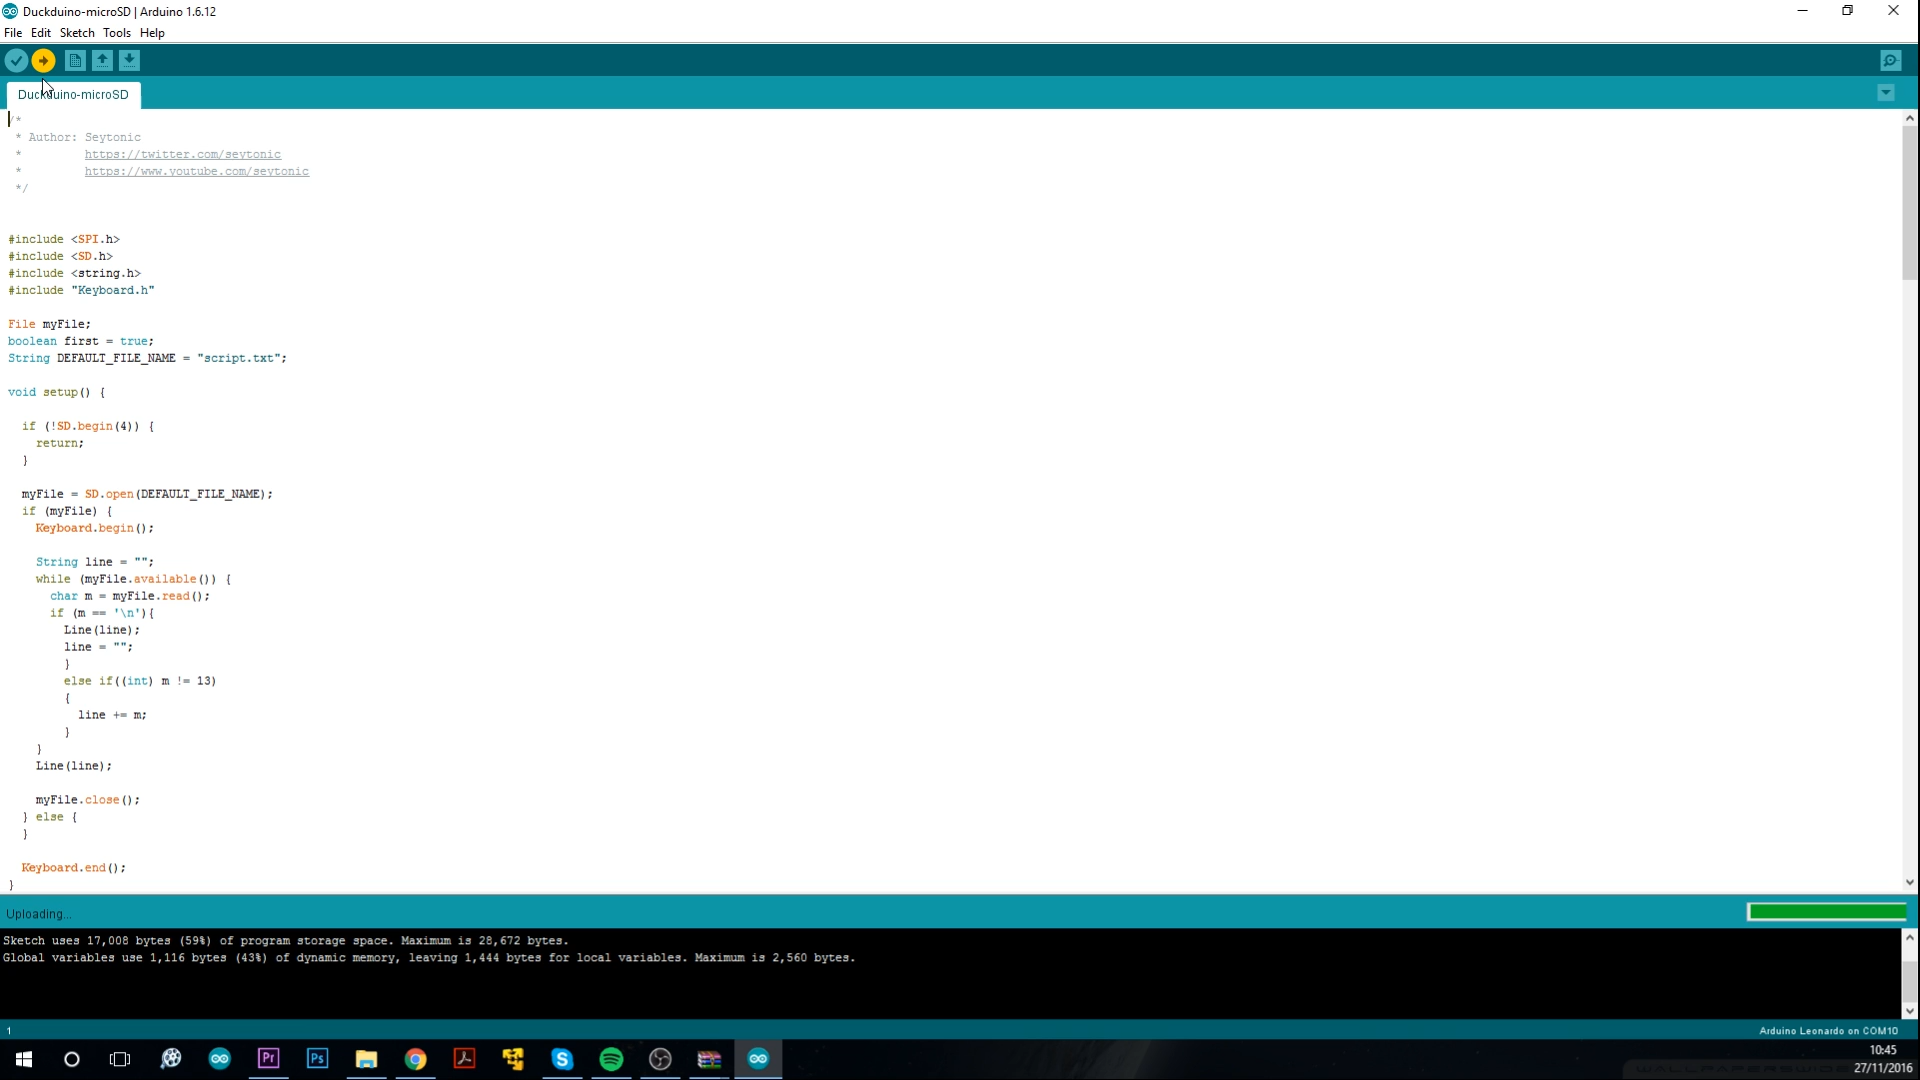 Duckduino-microSD | Arduino 1.6.12
File Edit Sketch Tools Help
Duckduino-microSD
/*
* Author: Seytonic
* https://twitter.com/seytonic
* https://www.youtube.com/seytonic
*/
#include <SPI.h>
#include <SD.h>
#include <string.h>
#include "Keyboard.h"
File myFile;
boolean first = true;
String DEFAULT_FILE_NAME = "script.txt";
void setup() {
if (!SD.begin(4)) {
return;
}
myFile = SD.open(DEFAULT_FILE_NAME);
if (myFile) {
Keyboard.begin();
String line = "";
while (myFile.available()) {
char m = myFile.read();
if (m == '\n'){
Line(line);
line = "";
}
else if((int) m != 13)
{
line += m;
}
}
Line(line);
myFile.close();
} else {
}
Keyboard.end();
}
Uploading...
Sketch uses 17,008 bytes (59%) of program storage space. Maximum is 28,672 bytes.
Global variables use 1,116 bytes (43%) of dynamic memory, leaving 1,444 bytes for local variables. Maximum is 2,560 bytes.
1 Arduino Leonardo on COM10
Pr Ps
10:45
27/11/2016